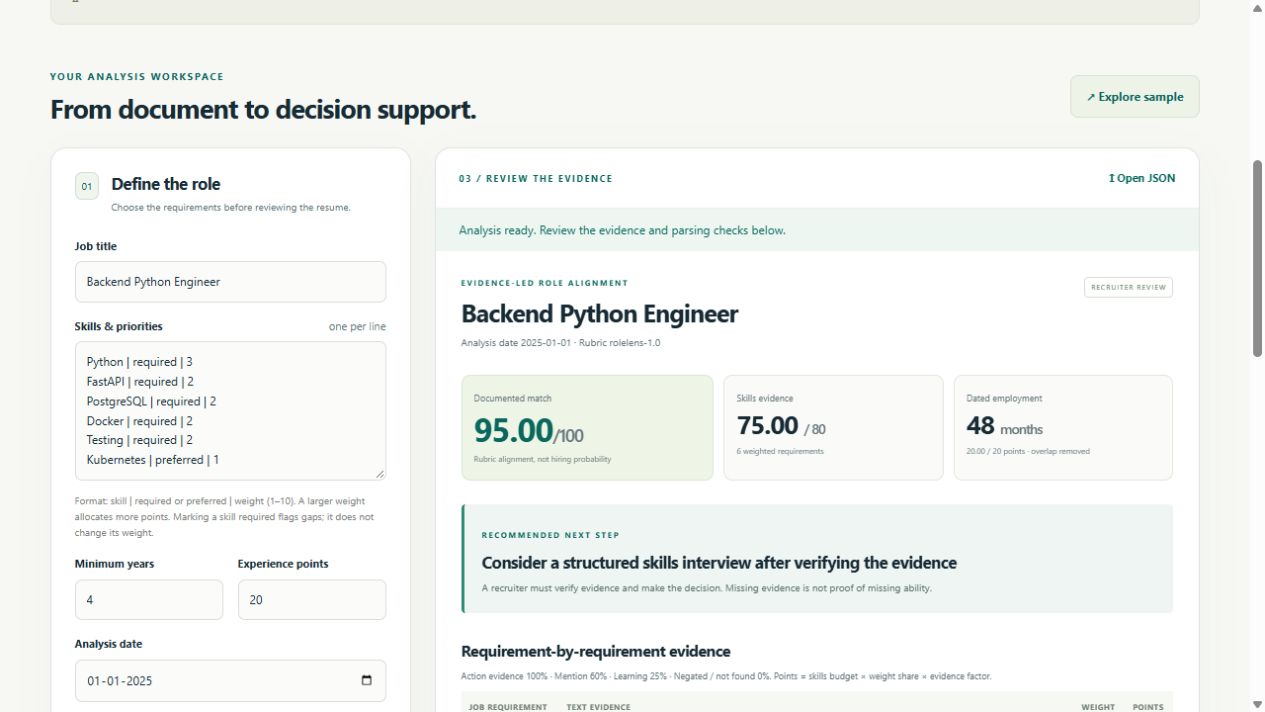 YOUR ANALYSIS WORKSPACE
From document to decision support.
↗ Explore sample
01
Define the role
Choose the requirements before reviewing the resume.
Job title
Backend Python Engineer
Skills & priorities
one per line
Python | required | 3
FastAPI | required | 2
PostgreSQL | required | 2
Docker | required | 2
Testing | required | 2
Kubernetes | preferred | 1
Format: skill | required or preferred | weight (1–10). A larger weight
allocates more points. Marking a skill required flags gaps; it does not
change its weight.
Minimum years
Experience points
4
20
Analysis date
01-01-2025
03 / REVIEW THE EVIDENCE
Open JSON
Analysis ready. Review the evidence and parsing checks below.
EVIDENCE-LED ROLE ALIGNMENT
RECRUITER REVIEW
Backend Python Engineer
Analysis date 2025-01-01 · Rubric rolelens-1.0
Documented match
95.00/100
Rubric alignment, not hiring probability
Skills evidence
75.00 / 80
6 weighted requirements
Dated employment
48 months
20.00 / 20 points · overlap removed
RECOMMENDED NEXT STEP
Consider a structured skills interview after verifying the evidence
A recruiter must verify evidence and make the decision. Missing evidence is not proof of missing ability.
Requirement-by-requirement evidence
Action evidence 100% · Mention 60% · Learning 25% · Negated / not found 0%. Points = skills budget × weight share × evidence factor.
JOB REQUIREMENT TEXT EVIDENCE WEIGHT POINTS